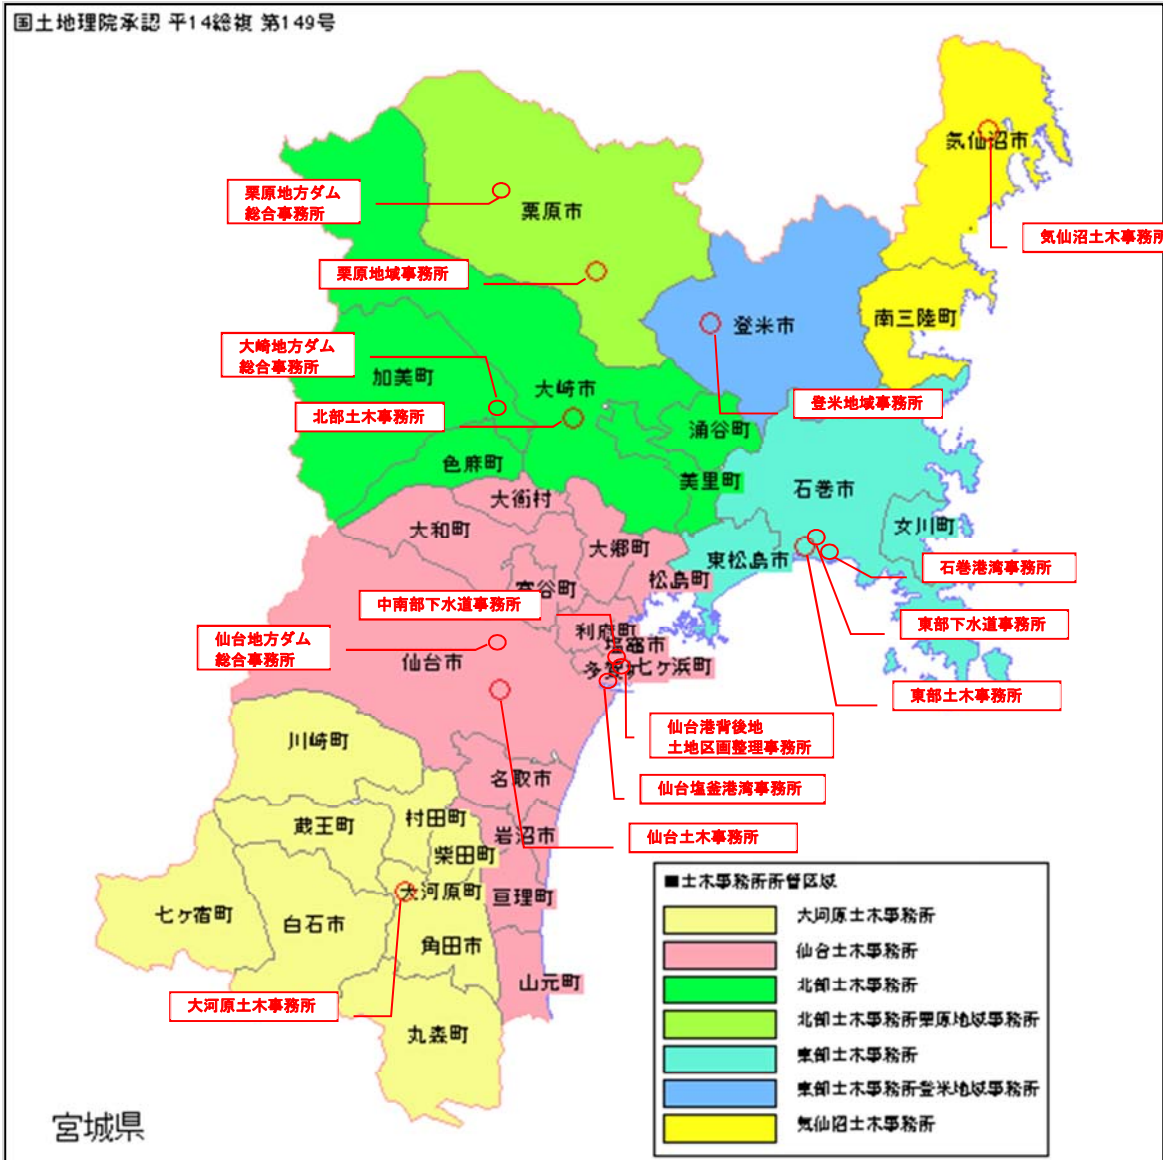 国土地理院承認 平14総複 第149号
気仙沼市
栗原地方ダム
総合事務所
栗原市
気仙沼土木事務所
栗原地域事務所
南三陸町
登米市
大崎地方ダム
総合事務所
加美町
大崎市
登米地域事務所
北部土木事務所
涌谷町
色麻町
美里町
石巻市
大衡村
女川町
大和町
大郷町
東松島市
石巻港湾事務所
松島町
中南部下水道事務所
東部下水道事務所
利府町
仙台地方ダム
総合事務所
塩竈市
仙台市
七ヶ浜町
東部土木事務所
仙台港背後地
土地区画整理事務所
川崎町
名取市
仙台塩釜港湾事務所
村田町
蔵王町
岩沼市
仙台土木事務所
柴田町
■土木事務所所管区域
大河原町
亘理町
七ヶ宿町
白石市
大河原土木事務所
角田市
仙台土木事務所
山元町
北部土木事務所
大河原土木事務所
北部土木事務所栗原地域事務所
丸森町
東部土木事務所
東部土木事務所登米地域事務所
気仙沼土木事務所
宮城県